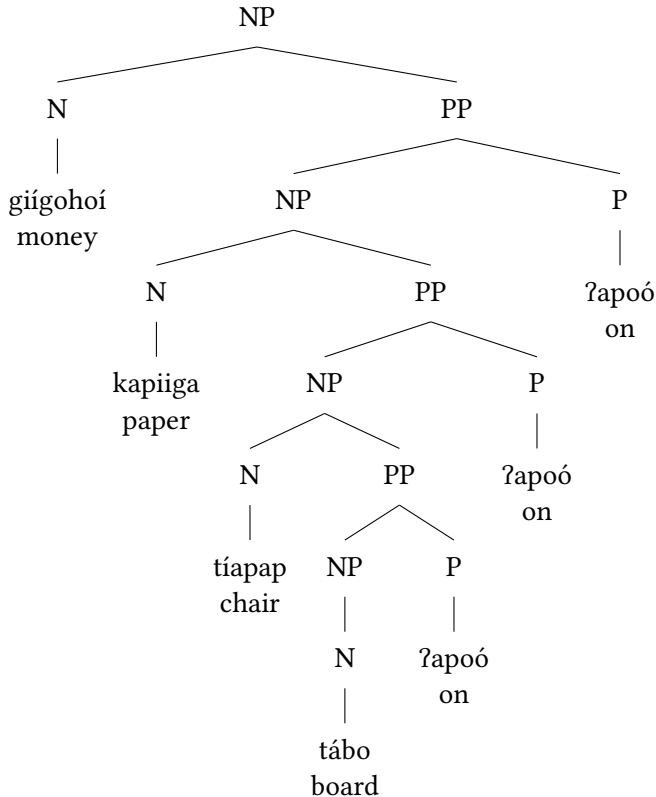 NP
N PP
giígohoí NP P
money
N PP ʔapoó
on
kapiiga NP P
paper
N PP ʔapoó
on
tíapap NP P
chair
N ʔapoó
on
tábo
board